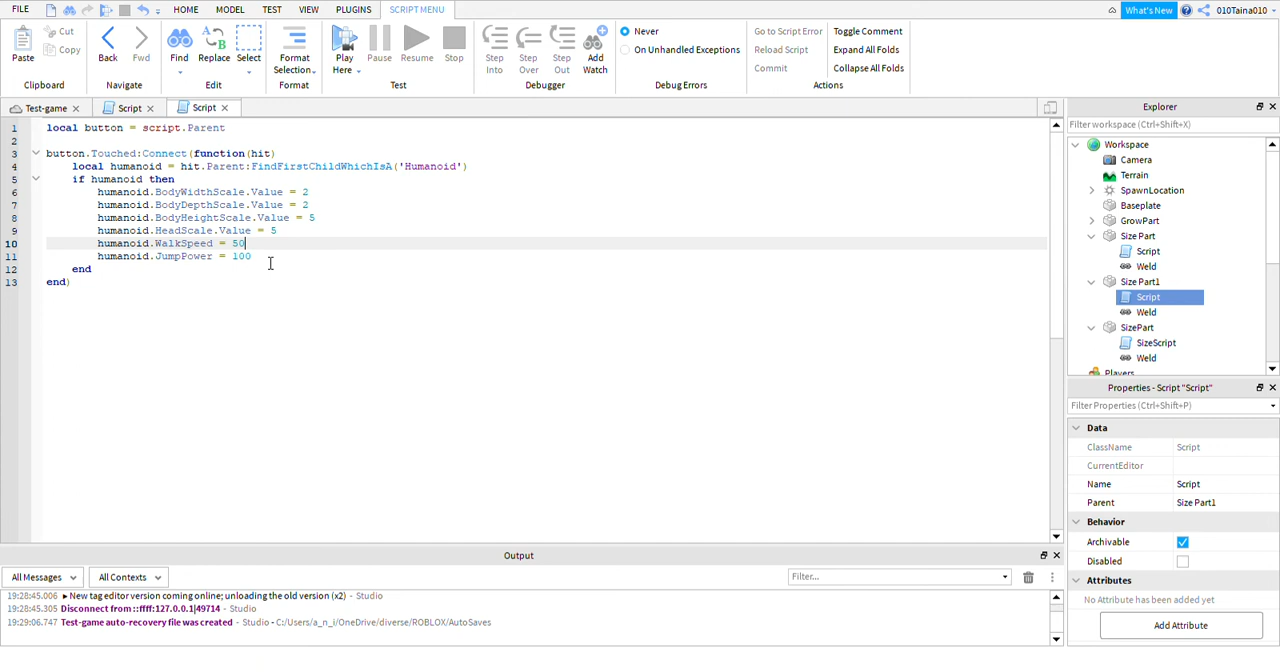 FILE HOME MODEL TEST VIEW PLUGINS SCRIPT MENU What's New 010Taina010
Paste Cut Copy Back Fwd Find Replace Select Format Selection Play Here Pause Resume Stop Step Into Step Over Step Out Add Watch Never On Unhandled Exceptions Go to Script Error Reload Script Commit Toggle Comment Expand All Folds Collapse All Folds
Clipboard Navigate Edit Format Test Debugger Debug Errors Actions
Test-game Script Script
1 local button = script.Parent
2
3 button.Touched:Connect(function(hit)
4 local humanoid = hit.Parent:FindFirstChildWhichIsA('Humanoid')
5 if humanoid then
6 humanoid.BodyWidthScale.Value = 2
7 humanoid.BodyDepthScale.Value = 2
8 humanoid.BodyHeightScale.Value = 5
9 humanoid.HeadScale.Value = 5
10 humanoid.WalkSpeed = 50
11 humanoid.JumpPower = 100
12 end
13 end)
Explorer
Filter workspace (Ctrl+Shift+X)
Workspace
Camera
Terrain
SpawnLocation
Baseplate
GrowPart
Size Part
Script
Weld
Size Part1
Script
Weld
SizePart
SizeScript
Weld
Players
Properties - Script "Script"
Filter Properties (Ctrl+Shift+P)
Data
ClassName Script
CurrentEditor
Name Script
Parent Size Part1
Behavior
Archivable
Disabled
Attributes
No Attribute has been added yet
Add Attribute
Output
All Messages All Contexts Filter...
19:28:45.006 ▸ New tag editor version coming online; unloading the old version (x2) - Studio
19:28:45.305 Disconnect from ::ffff:127.0.0.1|49714 - Studio
19:29:06.747 Test-game auto-recovery file was created - Studio - C:/Users/a_n_i/OneDrive/diverse/ROBLOX/AutoSaves